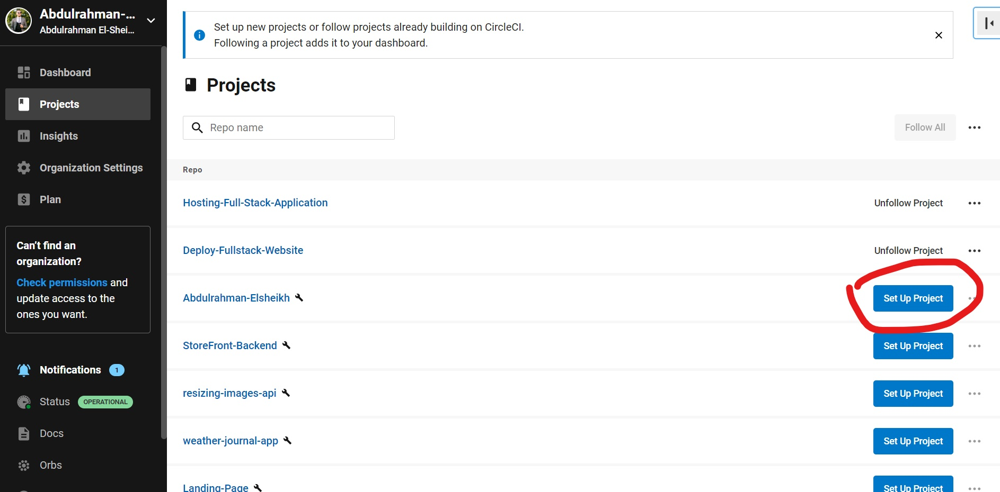 Abdulrahman-...
Abdulrahman El-Shei...
Dashboard
Projects
Insights
Organization Settings
Plan
Can't find an
organization?
Check permissions and
update access to the
ones you want.
Notifications 1
Status OPERATIONAL
Docs
Orbs
Set up new projects or follow projects already building on CircleCI.
Following a project adds it to your dashboard.
Projects
Repo name
Follow All
Repo
Hosting-Full-Stack-Application Unfollow Project
Deploy-Fullstack-Website Unfollow Project
Abdulrahman-Elsheikh Set Up Project
StoreFront-Backend Set Up Project
resizing-images-api Set Up Project
weather-journal-app Set Up Project
Landing-Page Set Up Project